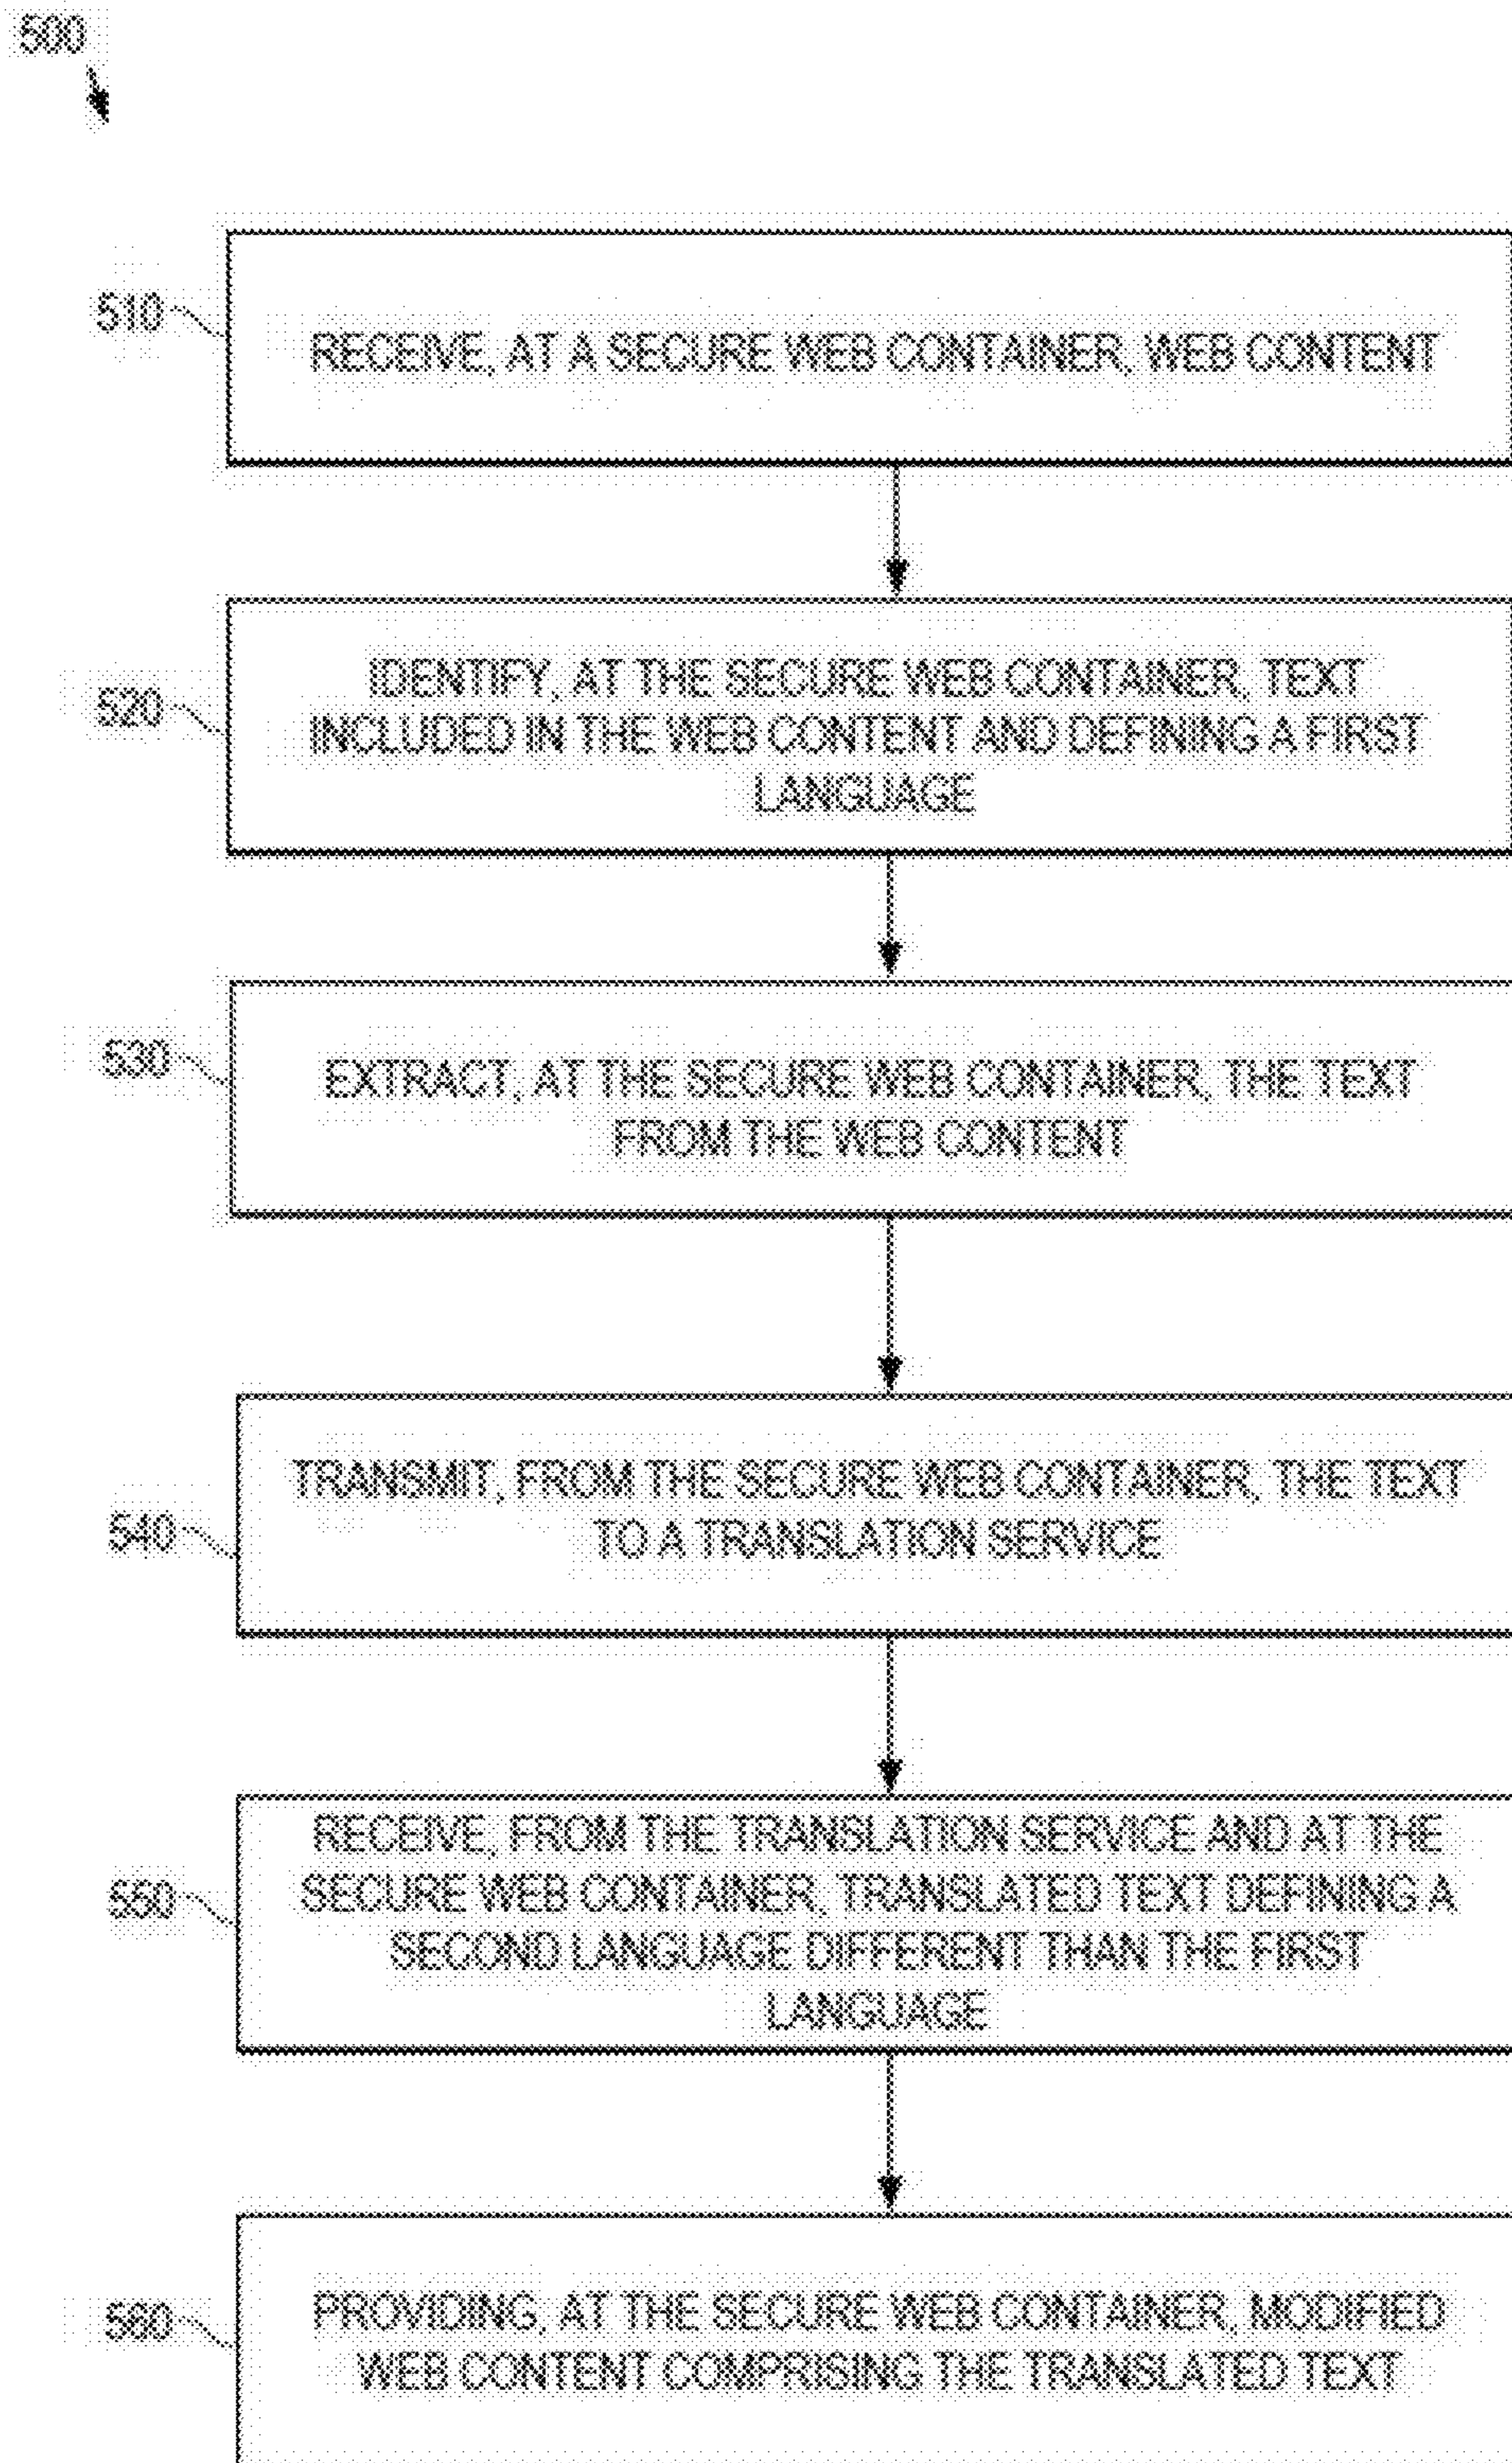 500
510
RECEIVE, AT A SECURE WEB CONTAINER, WEB CONTENT
520
IDENTIFY, AT THE SECURE WEB CONTAINER, TEXT
INCLUDED IN THE WEB CONTENT AND DEFINING A FIRST
LANGUAGE
530
EXTRACT, AT THE SECURE WEB CONTAINER, THE TEXT
FROM THE WEB CONTENT
540
TRANSMIT, FROM THE SECURE WEB CONTAINER, THE TEXT
TO A TRANSLATION SERVICE
550
RECEIVE, FROM THE TRANSLATION SERVICE AND AT THE
SECURE WEB CONTAINER, TRANSLATED TEXT DEFINING A
SECOND LANGUAGE DIFFERENT THAN THE FIRST
LANGUAGE
560
PROVIDING, AT THE SECURE WEB CONTAINER, MODIFIED
WEB CONTENT COMPRISING THE TRANSLATED TEXT